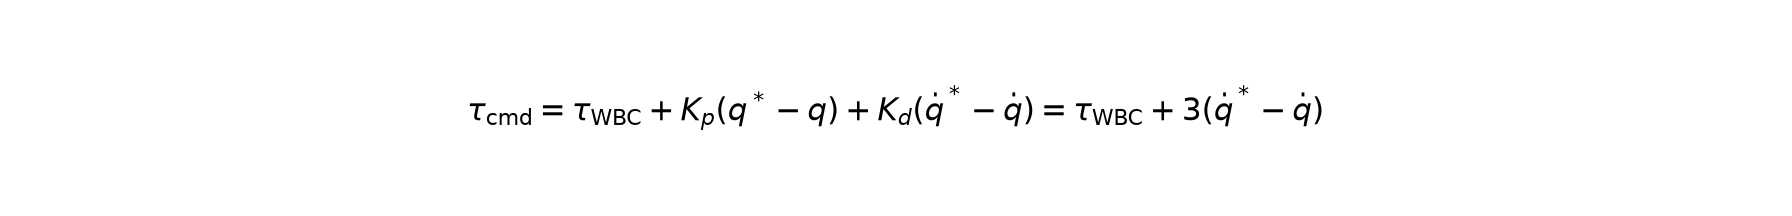 τ_cmd = τ_WBC + K_p(q* − q) + K_d(q̇* − q̇) = τ_WBC + 3(q̇* − q̇)